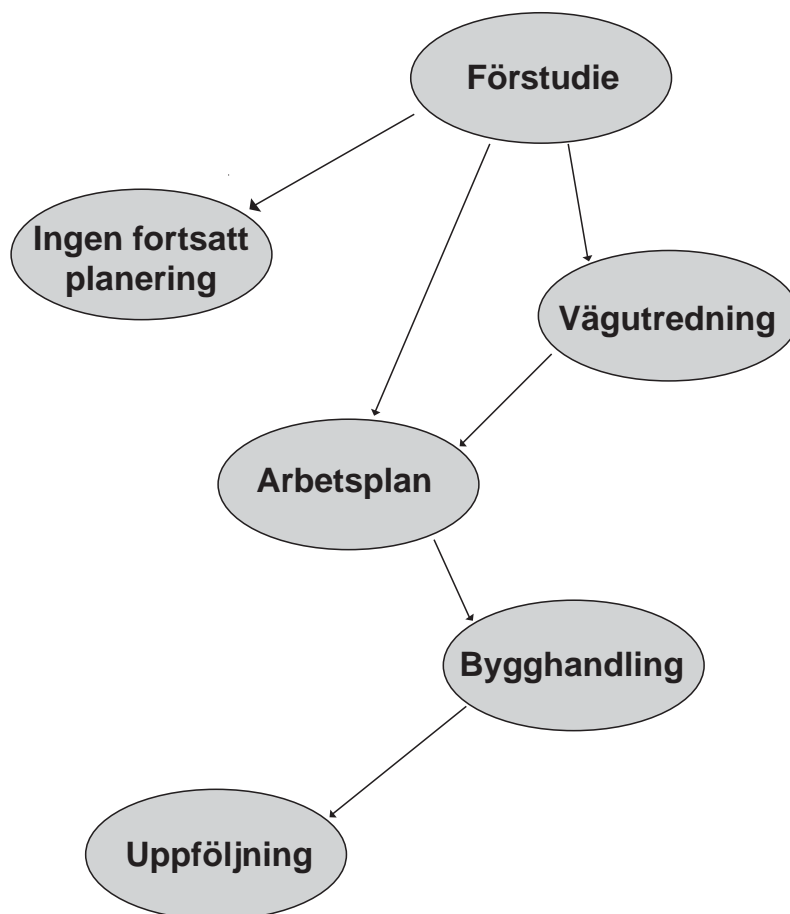 Förstudie
Ingen fortsatt
planering
Vägutredning
Arbetsplan
Bygghandling
Uppföljning